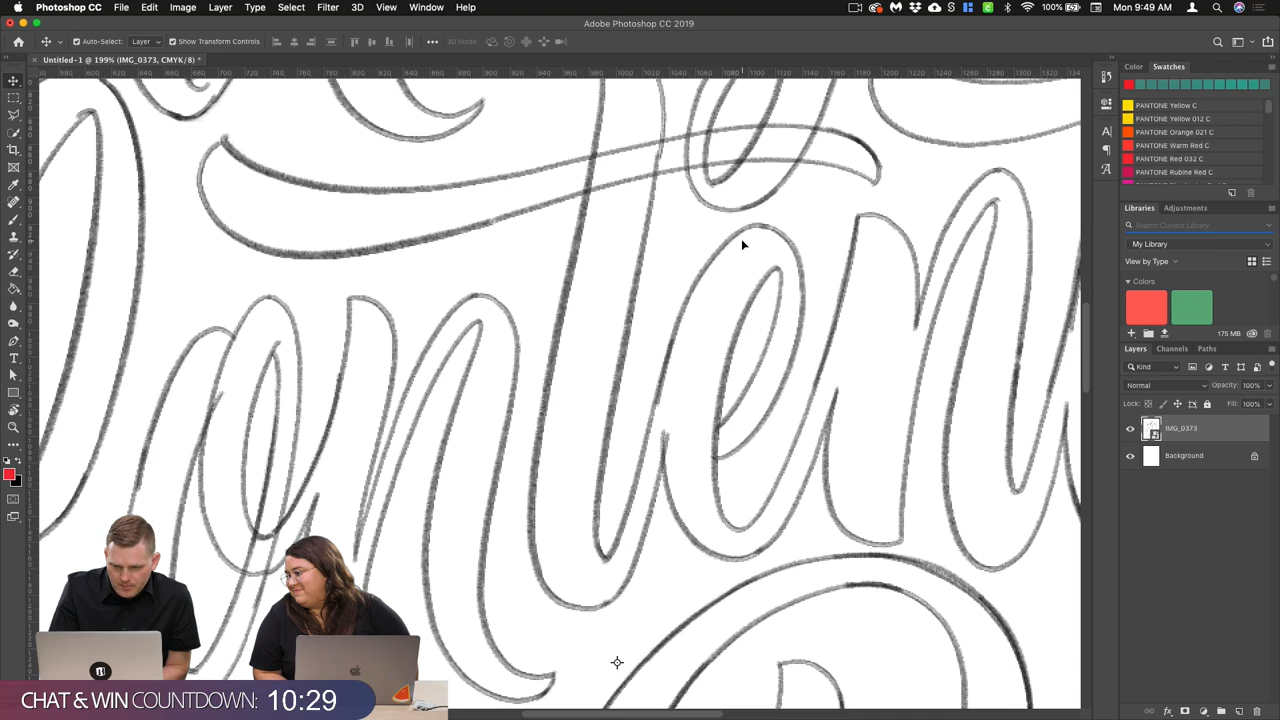 Photoshop CC File Edit Image Layer Type Select Filter 3D View Window Help 100% Mon 9:49 AM
Adobe Photoshop CC 2019
Auto-Select: Layer Show Transform Controls 3D Mode:
Untitled-1 @ 199% (IMG_0373, CMYK/8) *
Color Swatches
PANTONE Yellow C
PANTONE Yellow 012 C
PANTONE Orange 021 C
PANTONE Warm Red C
PANTONE Red 032 C
PANTONE Rubine Red C
Libraries Adjustments
Search Current Library
My Library
View by Type
Colors
175 MB
Layers Channels Paths
Kind
Normal Opacity: 100%
Lock: Fill: 100%
IMG_0373
Background
CHAT & WIN COUNTDOWN: 10:29